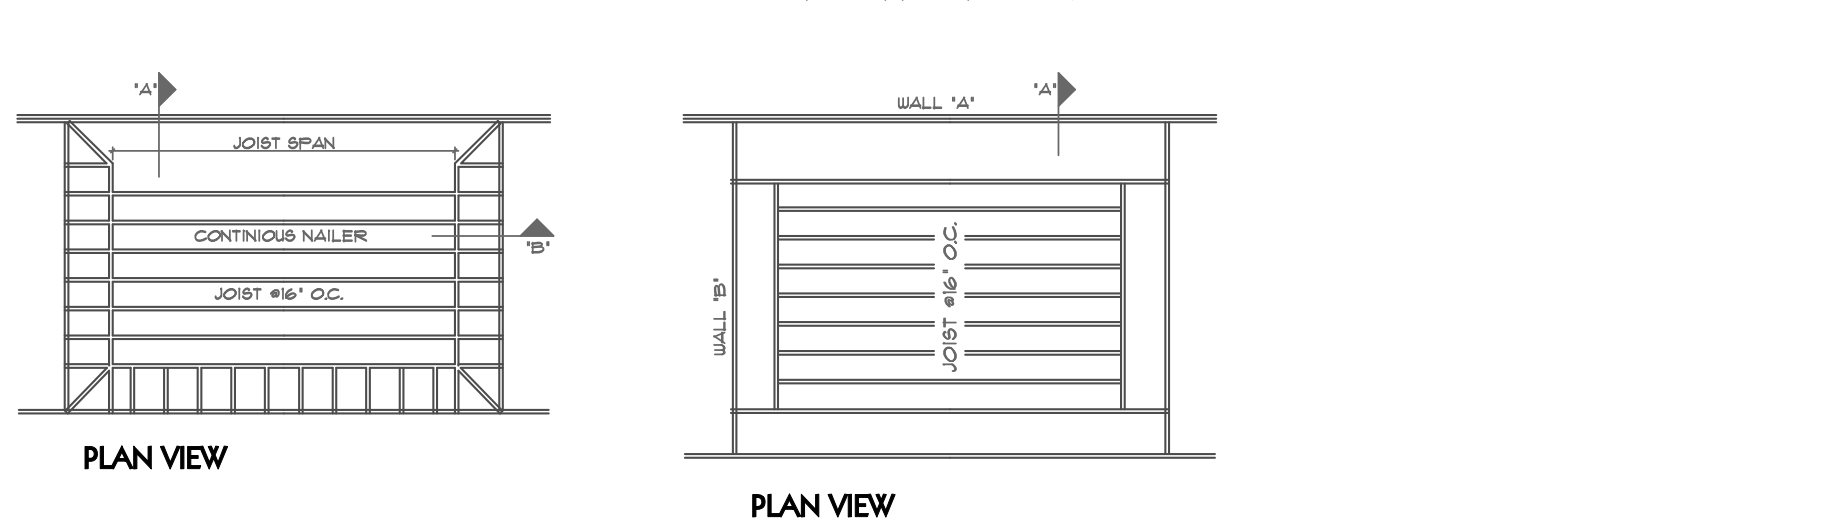 "A"
JOIST SPAN
CONTINIOUS NAILER
"B"
JOIST @16" O.C.
PLAN VIEW
WALL "A"
"A"
WALL "B"
JOIST @16" O.C.
PLAN VIEW